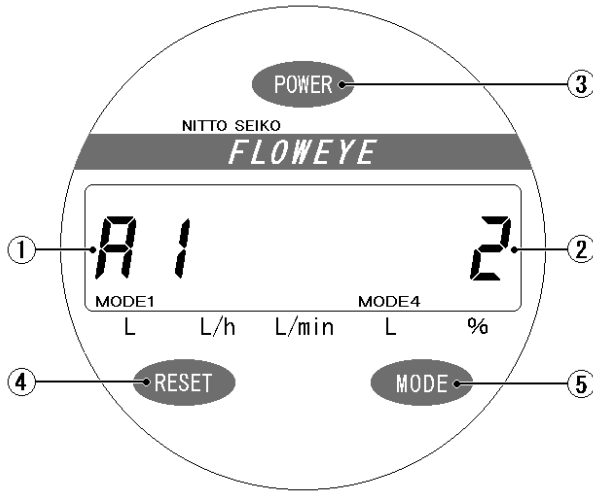 POWER ③
NITTO SEIKO
FLOWEYE
① A1 2 ②
MODE1 MODE4
L L/h L/min L %
④ RESET MODE ⑤